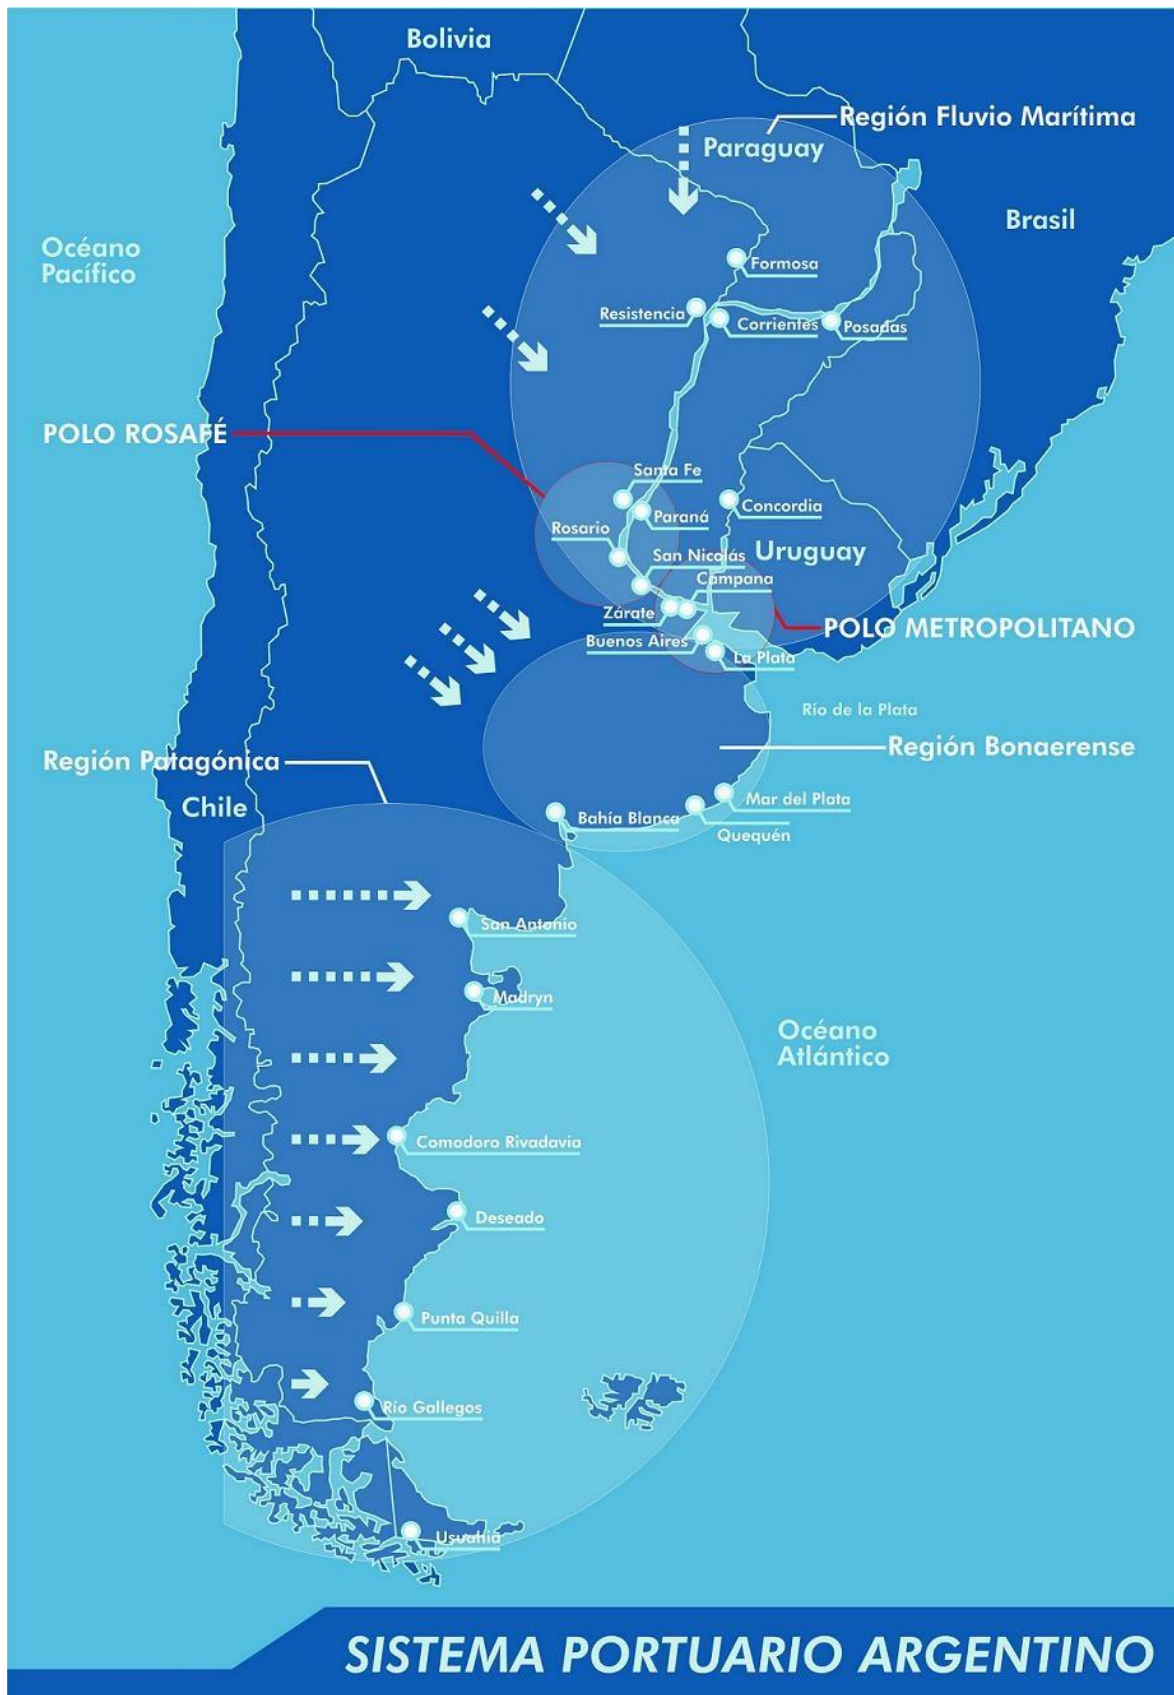 Bolivia
Región Fluvio Marítima
Paraguay
Brasil
Océano
Pacífico
Formosa
Resistencia
Corrientes
Posadas
POLO ROSAFÉ
Santa Fe
Concordia
Paraná
Rosario
San Nicolás
Uruguay
Campana
Zárate
POLO METROPOLITANO
Buenos Aires
La Plata
Río de la Plata
Región Bonaerense
Región Patagónica
Chile
Mar del Plata
Bahía Blanca
Quequén
San Antonio
Madryn
Océano
Atlántico
Comodoro Rivadavia
Deseado
Punta Quilla
Río Gallegos
Usuahiã
SISTEMA PORTUARIO ARGENTINO